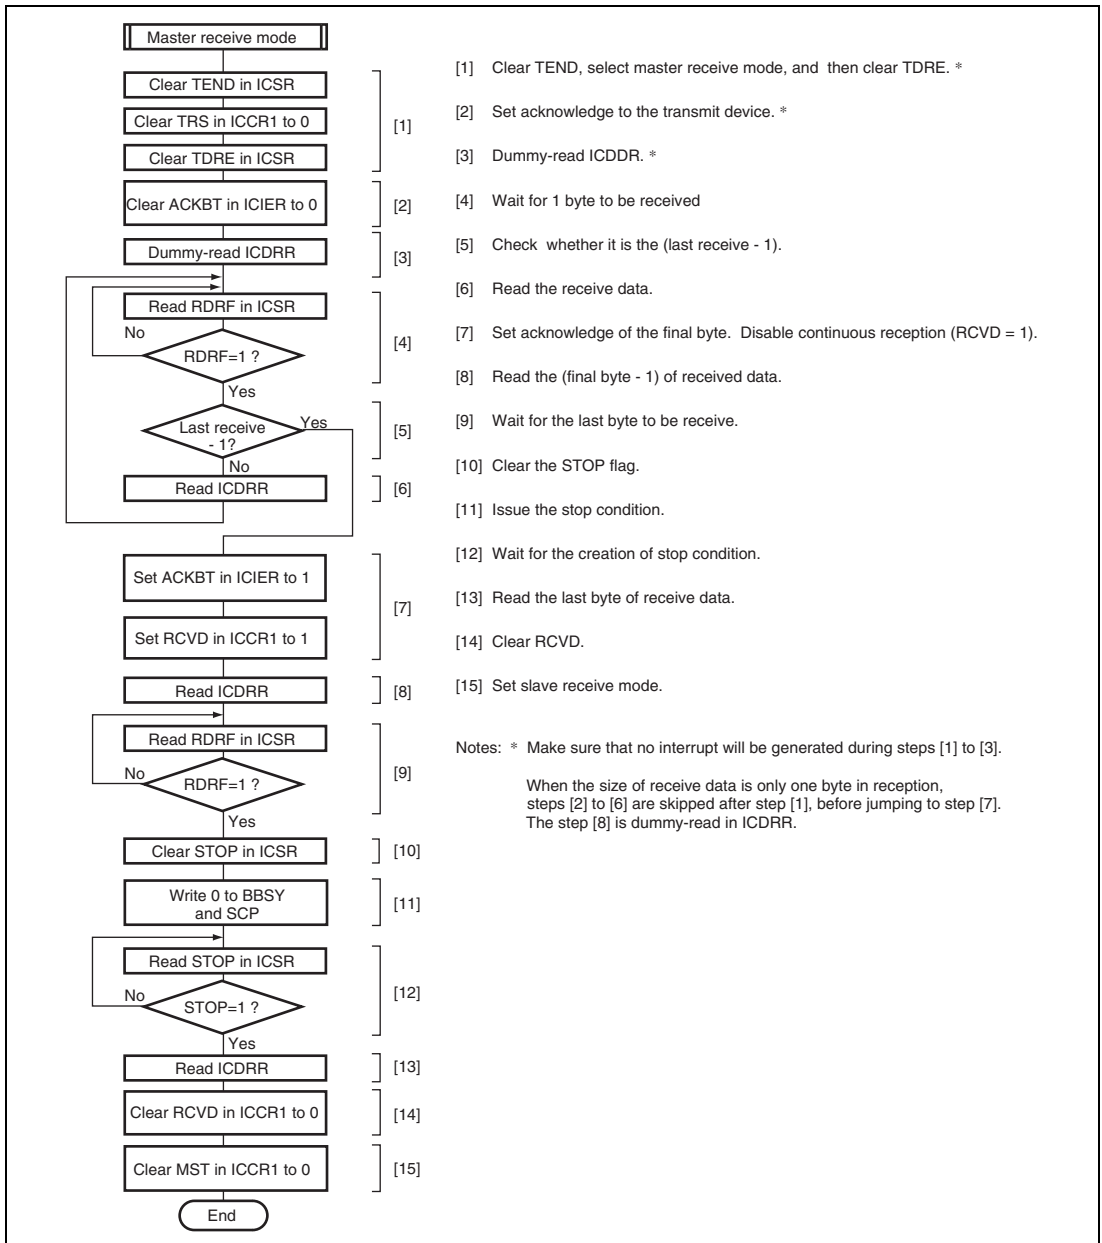 Master receive mode
Clear TEND in ICSR
Clear TRS in ICCR1 to 0
Clear TDRE in ICSR
[1]
Clear ACKBT in ICIER to 0
[2]
Dummy-read ICDRR
[3]
Read RDRF in ICSR
No
RDRF=1 ?
[4]
Yes
Last receive
- 1?
Yes
[5]
No
Read ICDRR
[6]
Set ACKBT in ICIER to 1
[7]
Set RCVD in ICCR1 to 1
Read ICDRR
[8]
Read RDRF in ICSR
No
RDRF=1 ?
[9]
Yes
Clear STOP in ICSR
[10]
Write 0 to BBSY
and SCP
[11]
Read STOP in ICSR
No
STOP=1 ?
[12]
Yes
Read ICDRR
[13]
Clear RCVD in ICCR1 to 0
[14]
Clear MST in ICCR1 to 0
[15]
End
[1] Clear TEND, select master receive mode, and then clear TDRE. *
[2] Set acknowledge to the transmit device. *
[3] Dummy-read ICDDR. *
[4] Wait for 1 byte to be received
[5] Check whether it is the (last receive - 1).
[6] Read the receive data.
[7] Set acknowledge of the final byte. Disable continuous reception (RCVD = 1).
[8] Read the (final byte - 1) of received data.
[9] Wait for the last byte to be receive.
[10] Clear the STOP flag.
[11] Issue the stop condition.
[12] Wait for the creation of stop condition.
[13] Read the last byte of receive data.
[14] Clear RCVD.
[15] Set slave receive mode.
Notes: * Make sure that no interrupt will be generated during steps [1] to [3].
When the size of receive data is only one byte in reception,
steps [2] to [6] are skipped after step [1], before jumping to step [7].
The step [8] is dummy-read in ICDRR.